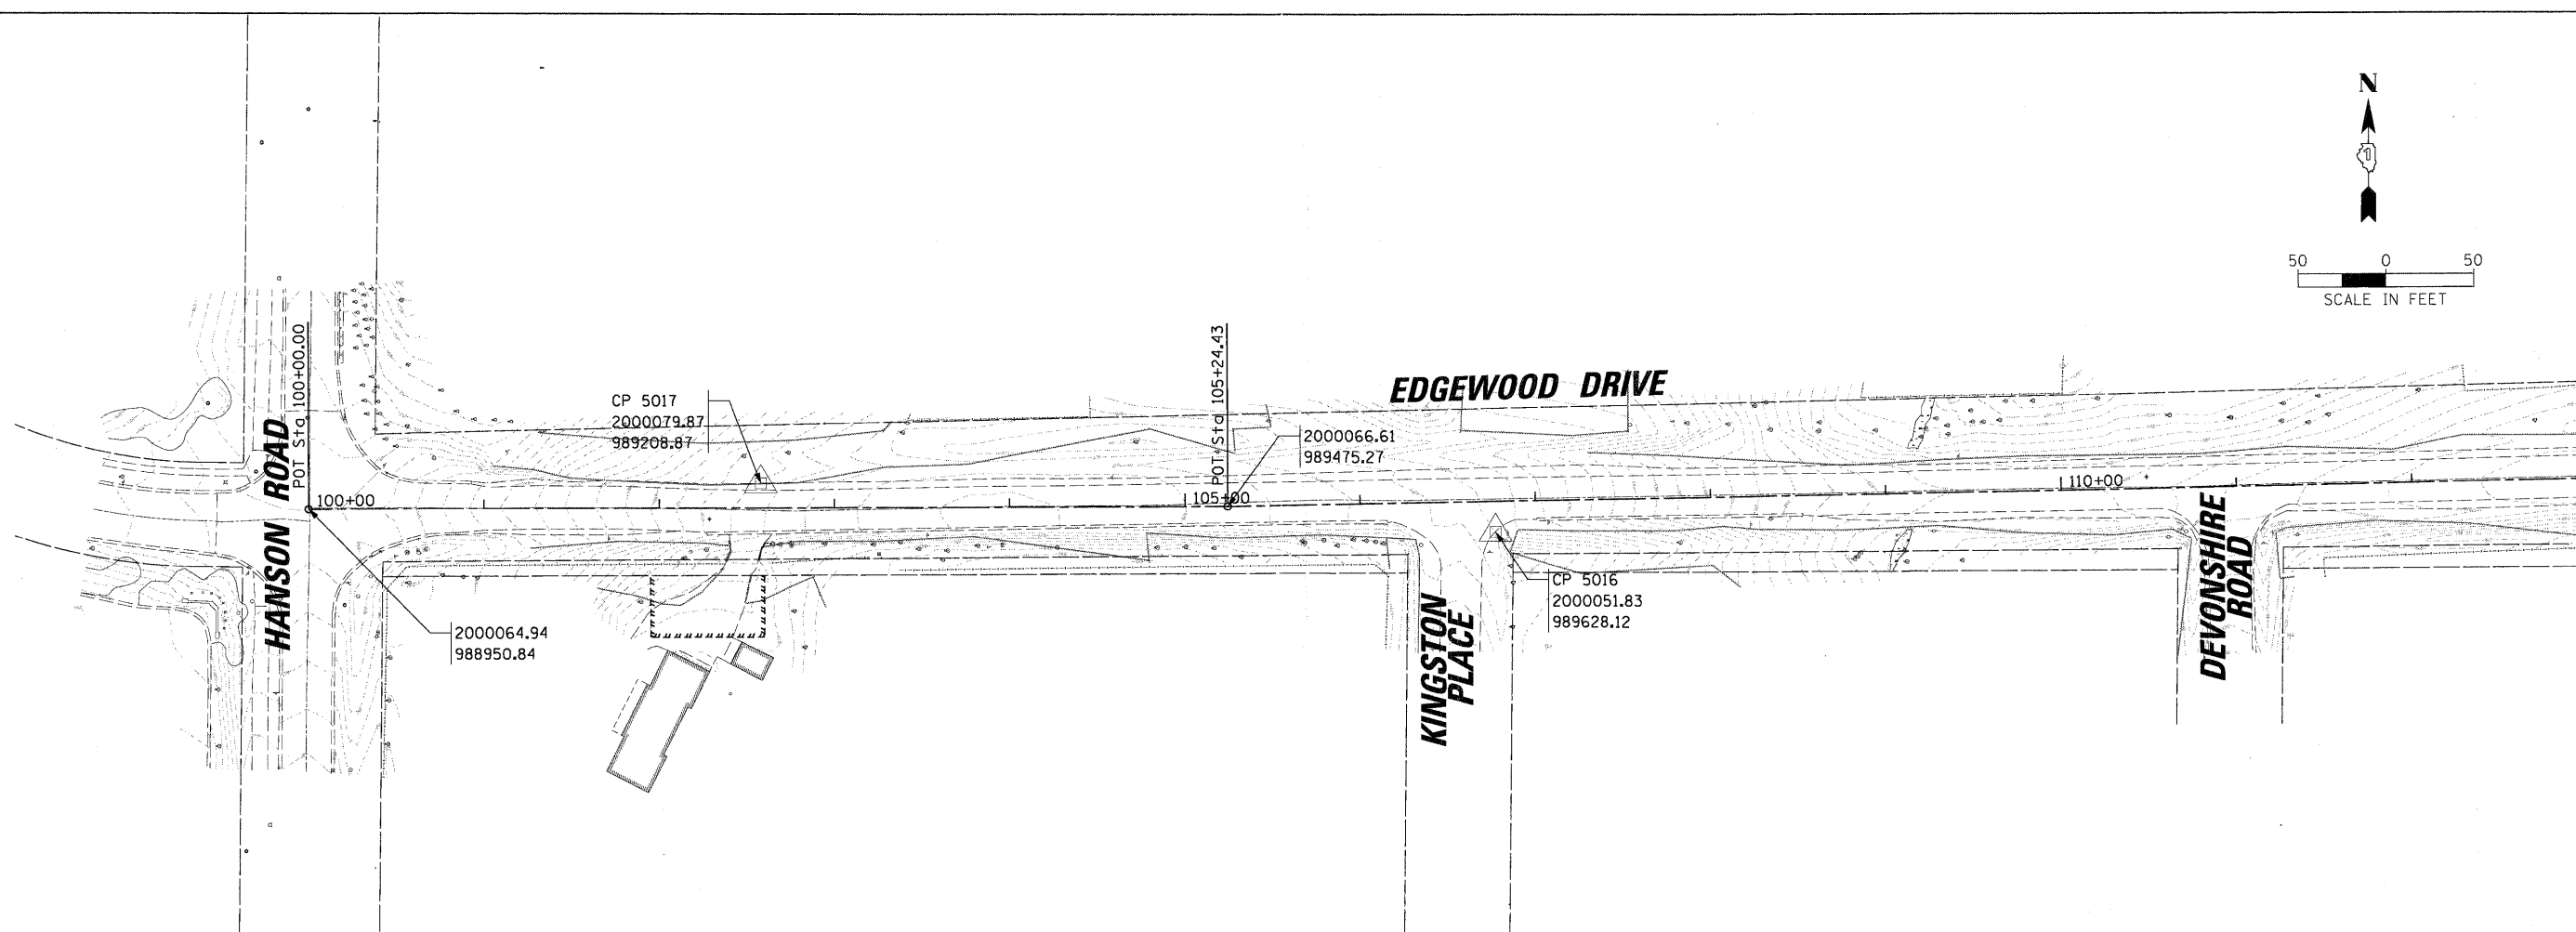 N
50 0 50
SCALE IN FEET
HANSON ROAD
POT Sta 100+00.00
100+00
CP 5017
2000079.87
989208.87
2000064.94
988950.84
POT Sta 105+24.43
105+00
2000066.61
989475.27
EDGEWOOD DRIVE
CP 5016
2000051.83
989628.12
KINGSTON
PLACE
110+00
DEVONSHIRE
ROAD